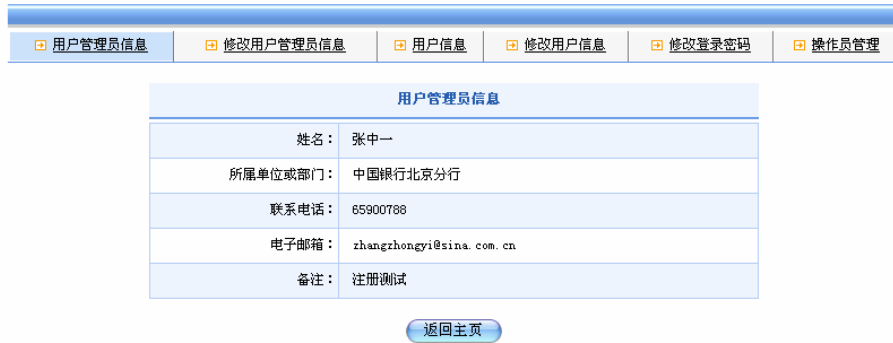 用户管理员信息 修改用户管理员信息 用户信息 修改用户信息 修改登录密码 操作员管理
用户管理员信息
姓名： 张中一
所属单位或部门： 中国银行北京分行
联系电话： 65900788
电子邮箱： zhangzhongyi@sina.com.cn
备注： 注册测试
返回主页